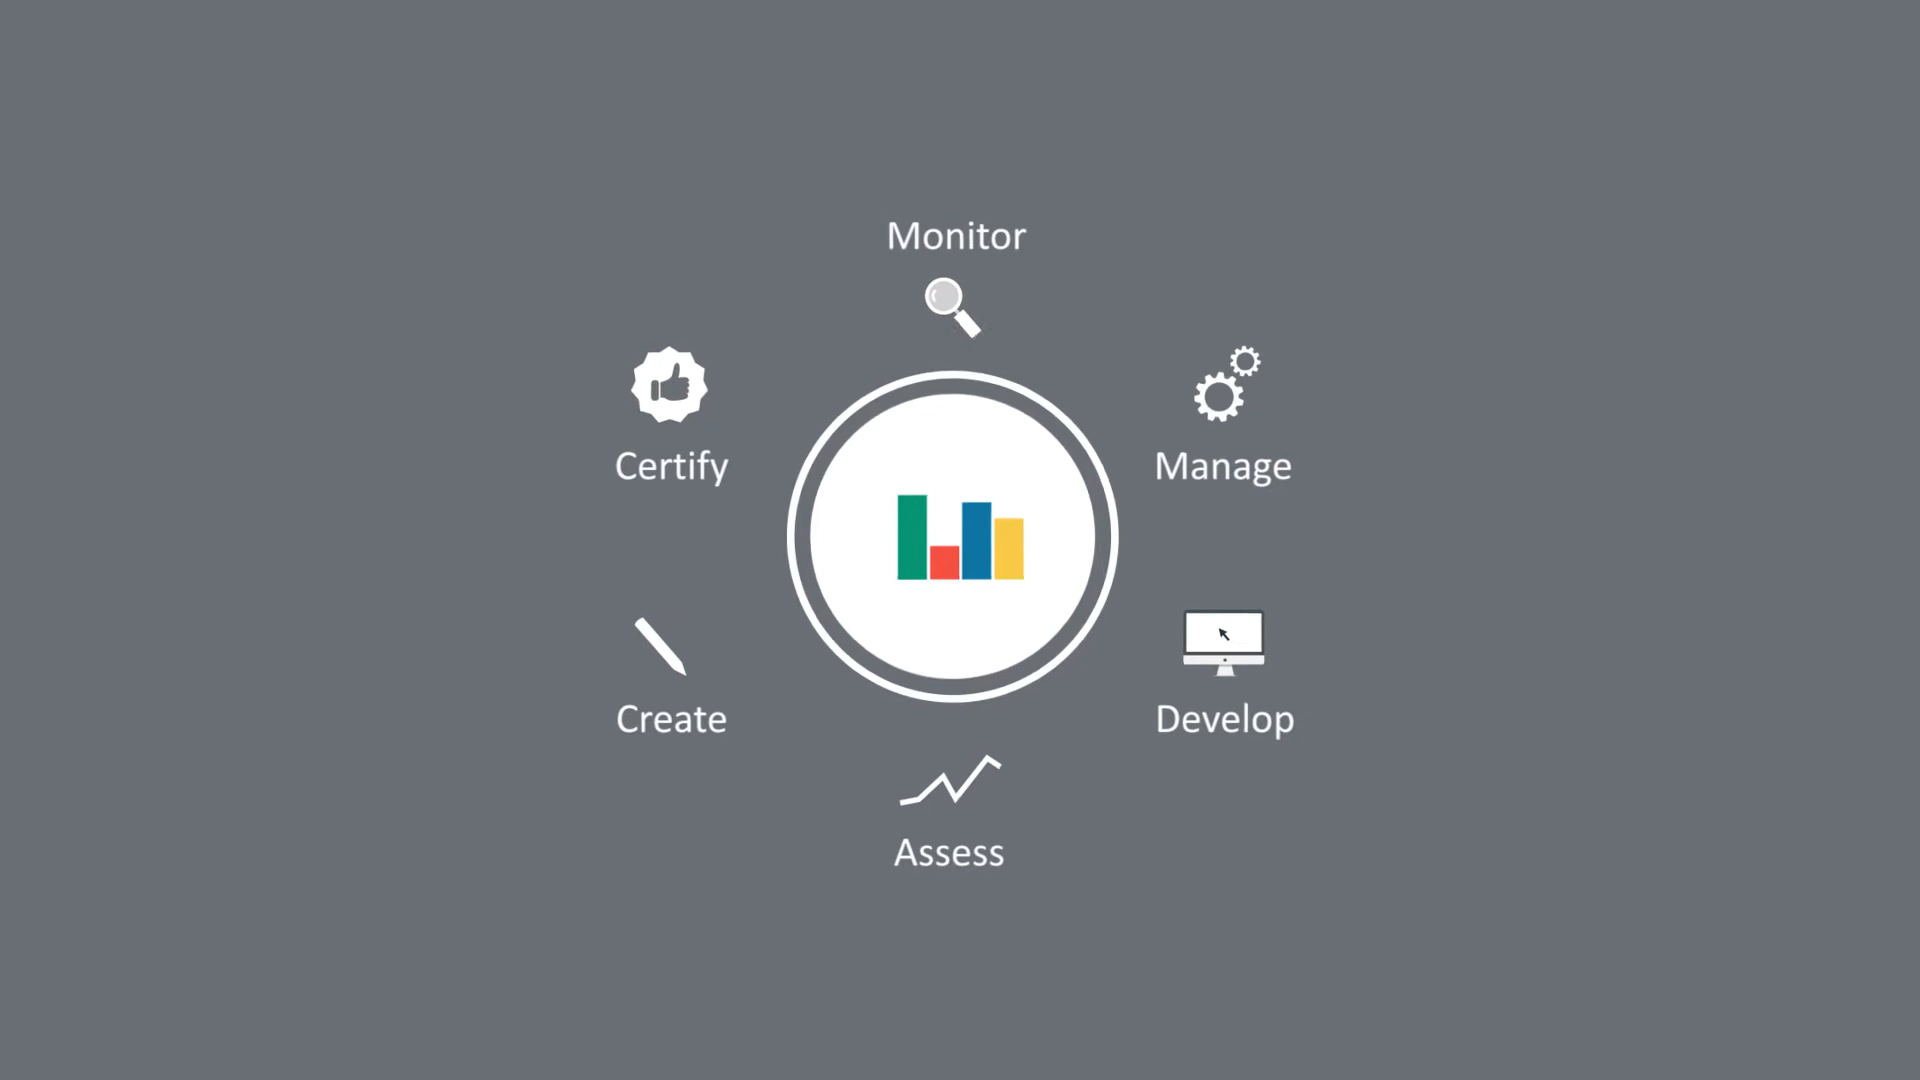 Monitor
Certify
Manage
Create
Develop
Assess